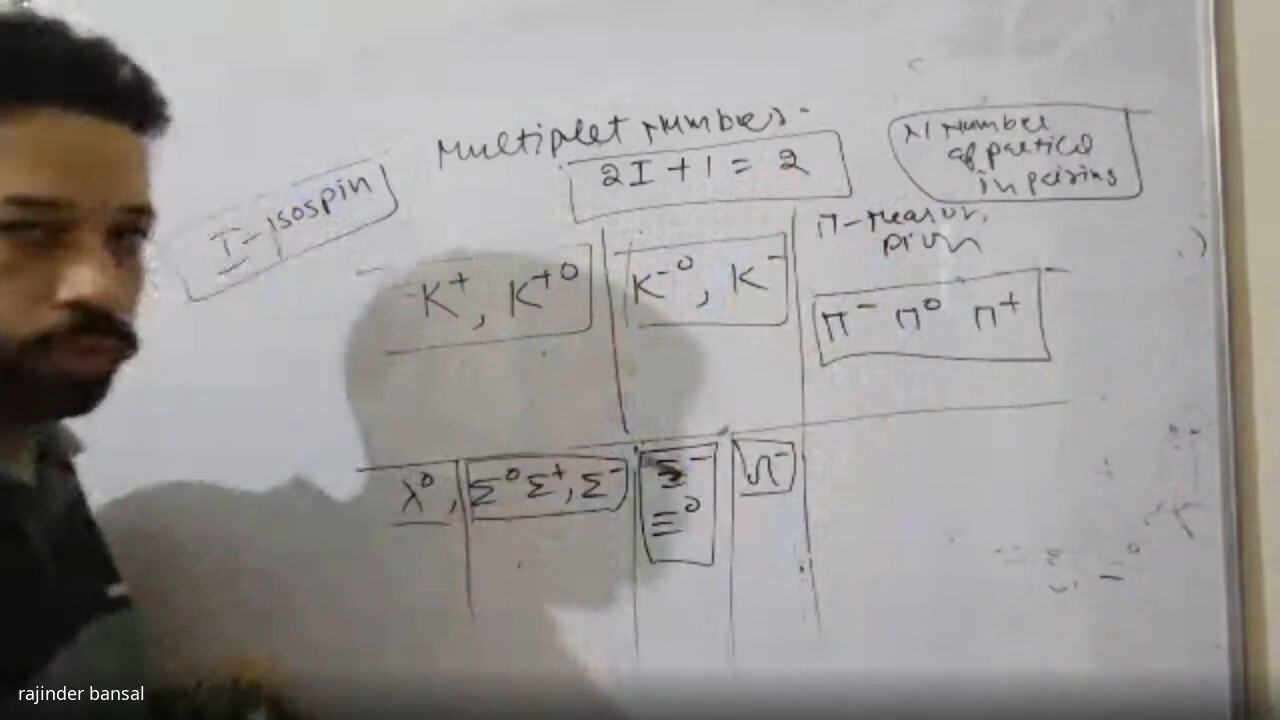 Multiplet number-
2I + 1 = 2
M number
of particle
in pairing
I - isospin
π-meason,
pion
K⁺, K⁺⁰
K⁻⁰, K⁻
π⁻ π⁰ π⁺
λ⁰, Σ⁰ Σ⁺, Σ⁻
Ξ⁰
Ω⁻
rajinder bansal